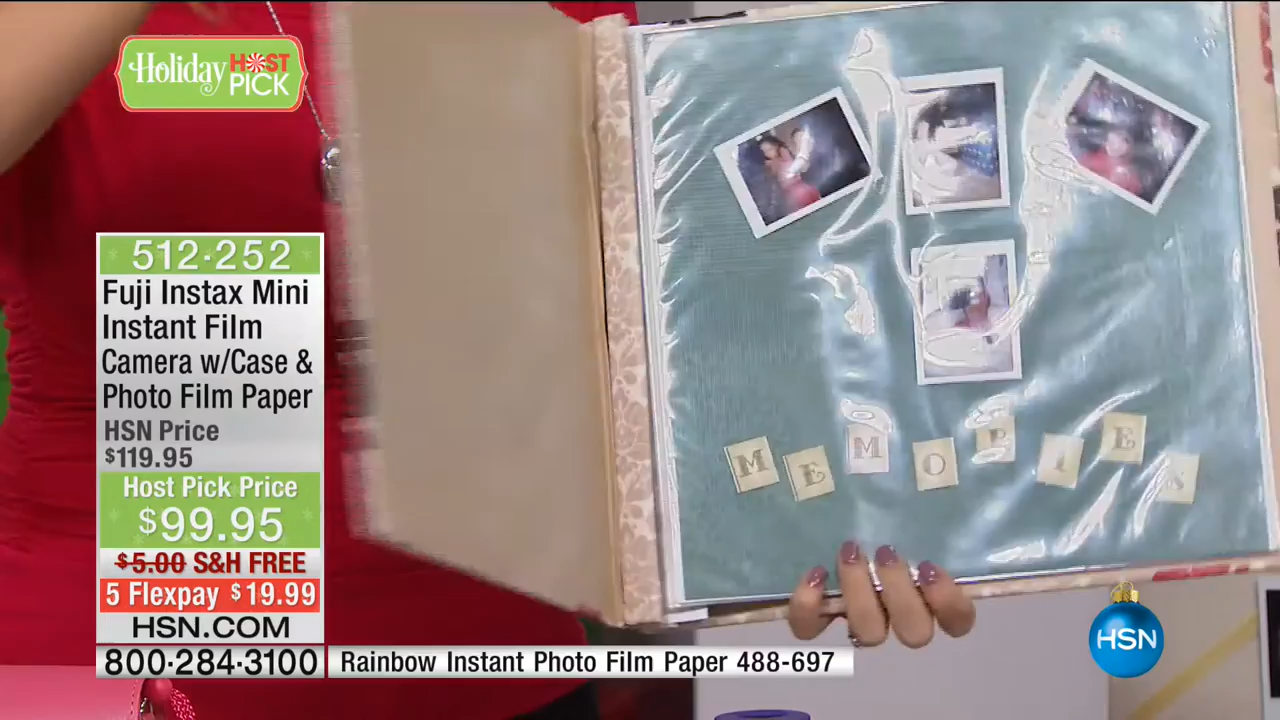 Holiday HOST
PICK
512·252
Fuji Instax Mini
Instant Film
Camera w/Case &
Photo Film Paper
HSN Price
$119.95
Host Pick Price
$99.95
$5.00 S&H FREE
5 Flexpay $19.99
HSN.COM
800·284·3100
Rainbow Instant Photo Film Paper 488-697
MEMORIES
HSN